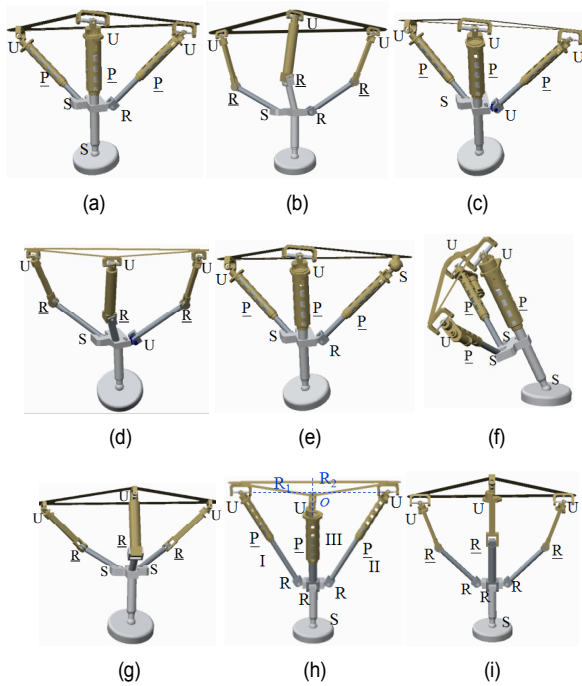 U U U
P P P
S R
S
(a)
U U U
R R R
S R
(b)
U U U
P P P
S U
(c)
U U U
R R R
S U
(d)
U U S
P P P
S R
(e)
U
U
P
P
S
S
(f)
U
U U
R R
S S
(g)
R1 R2
U U O U
P P III P
I II
R R R
S
(h)
U U U
R R R
R R R
S
(i)